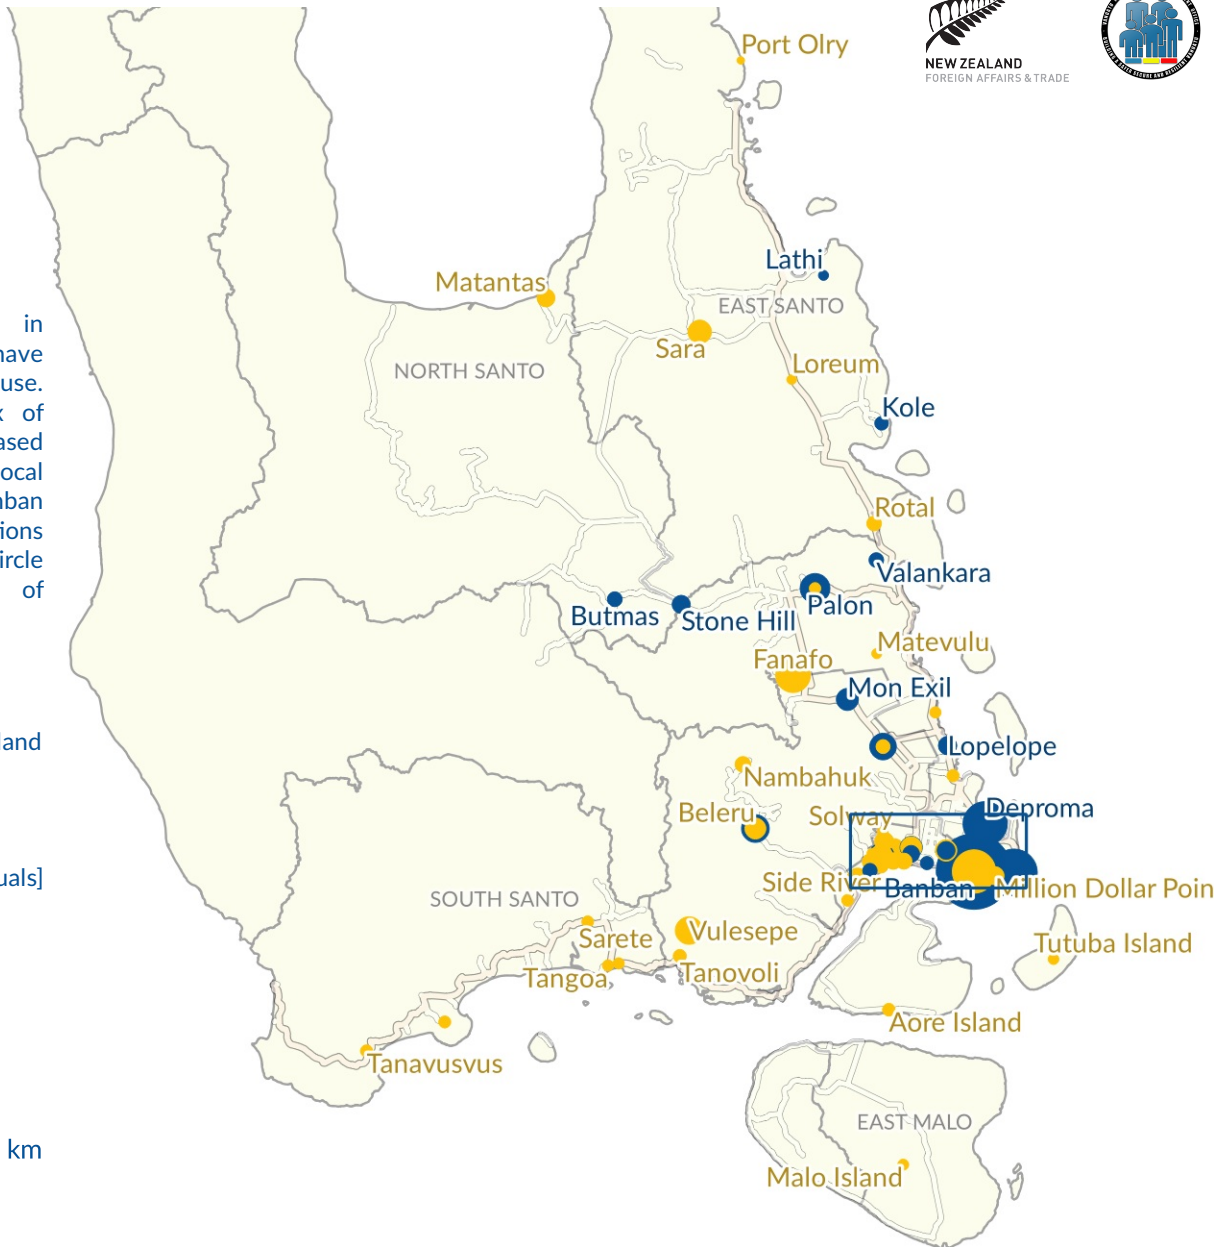 NEW ZEALAND
FOREIGN AFFAIRS & TRADE
Port Olry
Lathi
Matantas
EAST SANTO
in
have
Sara
Loreum
NORTH SANTO
use.
x of
Kole
ased
ocal
nban
Rotal
tions
ircle
Valankara
of
Butmas
Stone Hill
Palon
Matevulu
Fanafo
Mon Exil
land
Lopelope
Nambahuk
Beleru
Solway
Deproma
uals]
Side River
Banban
Million Dollar Poin
SOUTH SANTO
Sarete
Vulesepe
Tutuba Island
Tangoa
Tanovoli
Aore Island
Tanavusvus
EAST MALO
km
Malo Island